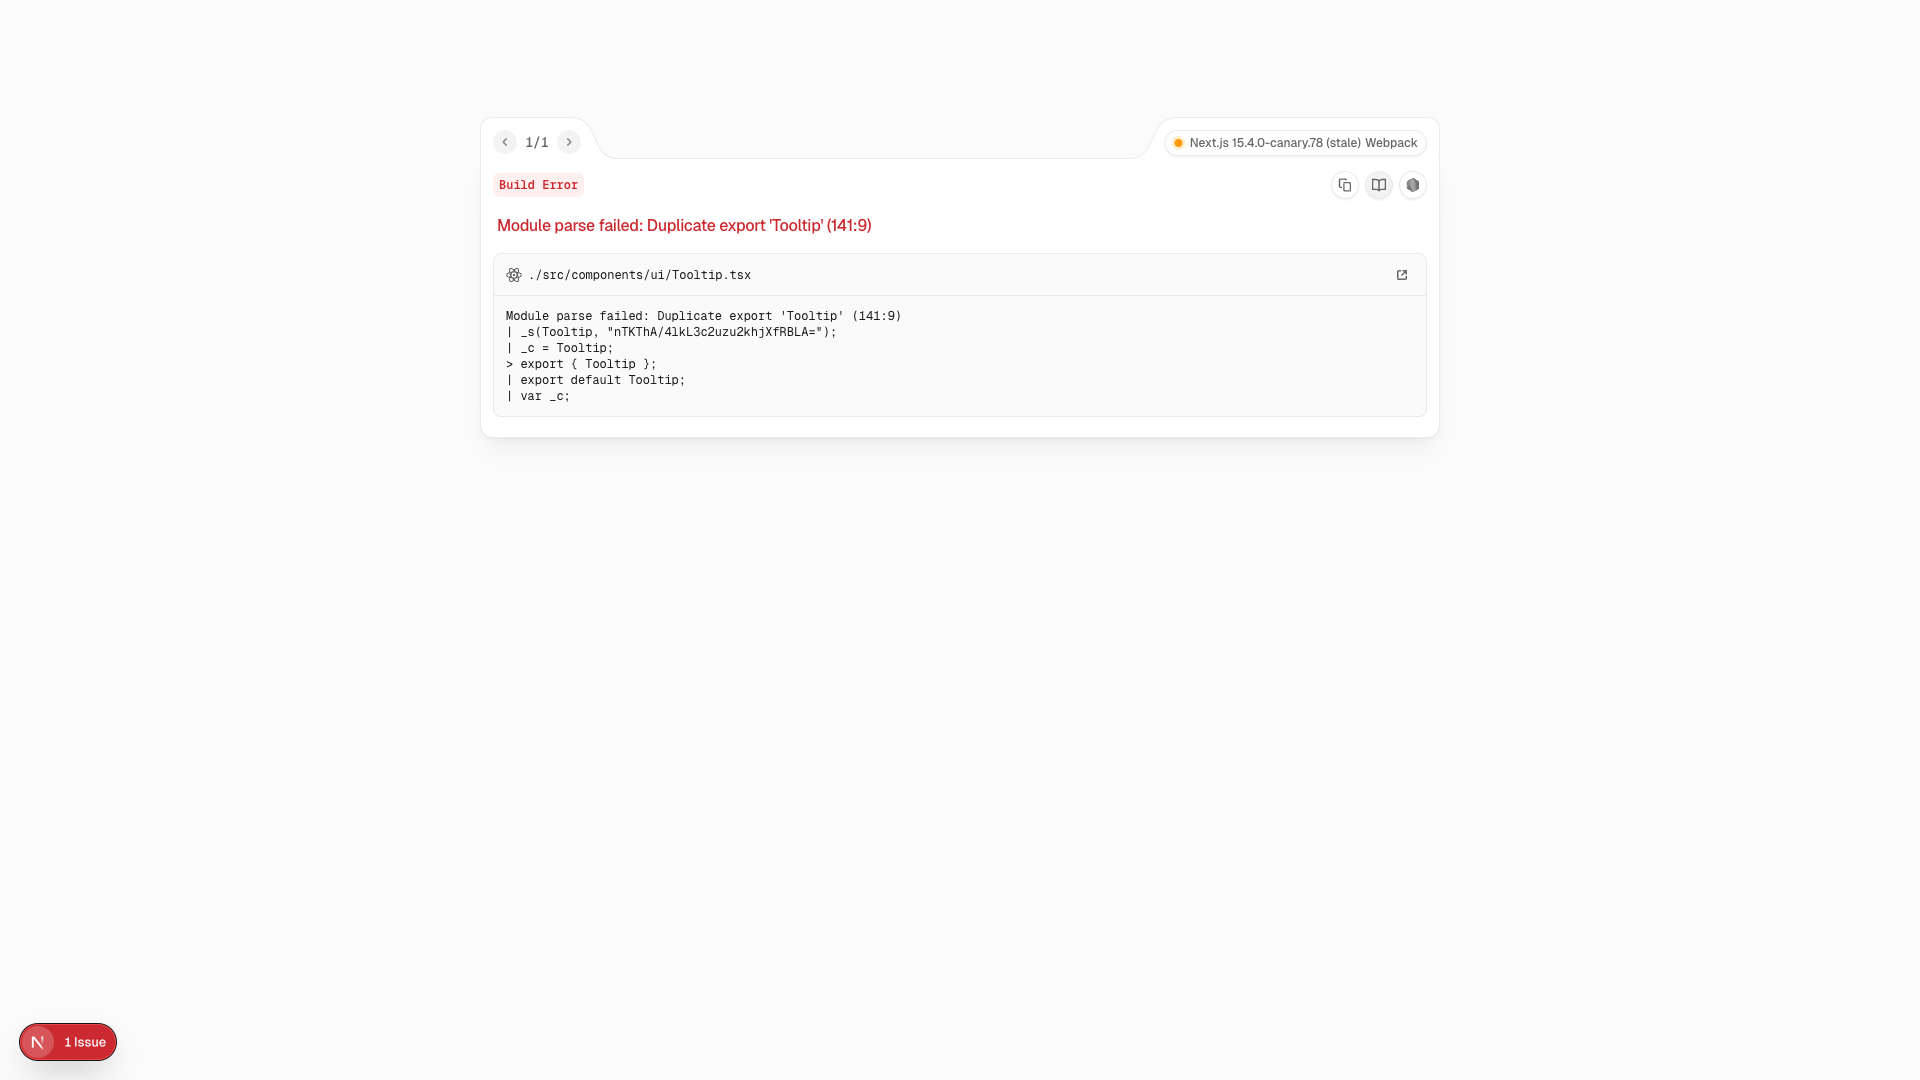 1/1
Next.js 15.4.0-canary.78 (stale) Webpack
Build Error
Module parse failed: Duplicate export 'Tooltip' (141:9)
./src/components/ui/Tooltip.tsx
Module parse failed: Duplicate export 'Tooltip' (141:9)
| _s(Tooltip, "nTKThA/4lkL3c2uzu2khjXfRBLA=");
| _c = Tooltip;
> export { Tooltip };
| export default Tooltip;
| var _c;
N 1 Issue